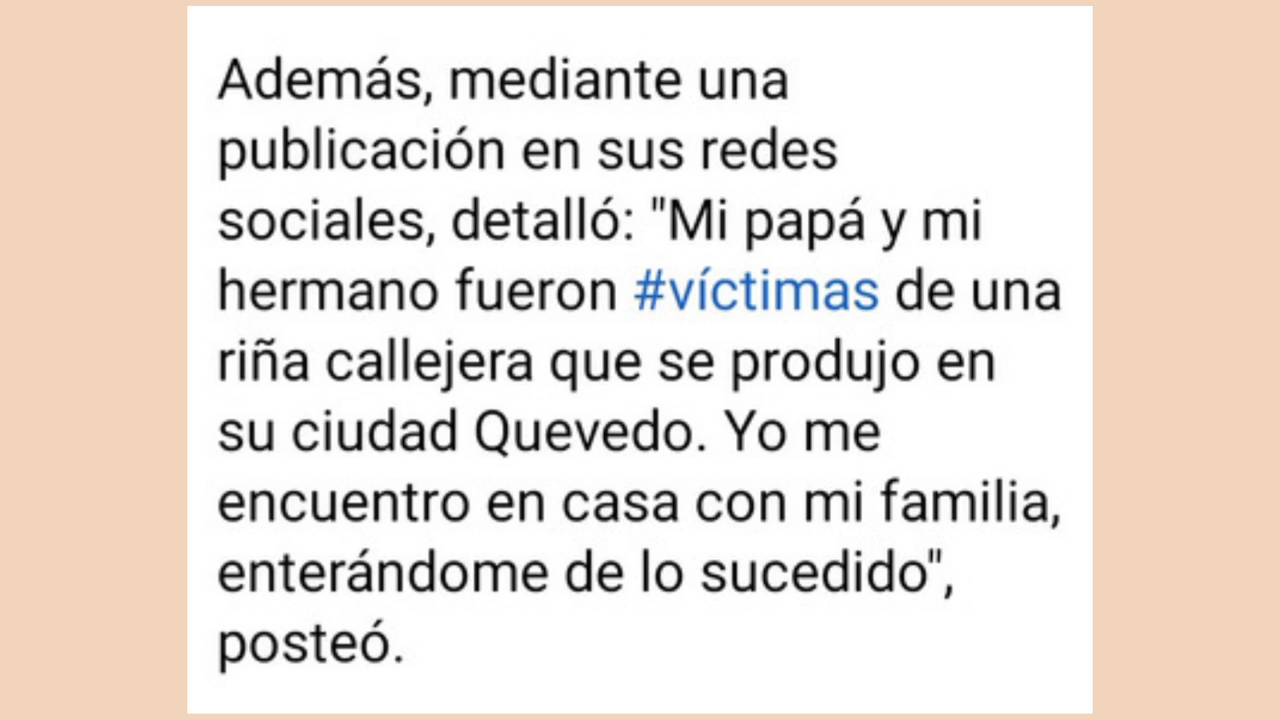 Además, mediante una
publicación en sus redes
sociales, detalló: "Mi papá y mi
hermano fueron #víctimas de una
riña callejera que se produjo en
su ciudad Quevedo. Yo me
encuentro en casa con mi familia,
enterándome de lo sucedido",
posteó.